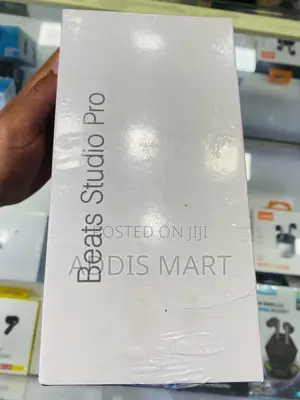 Beats Studio Pro
POSTED ON JIJI
ADDIS MART